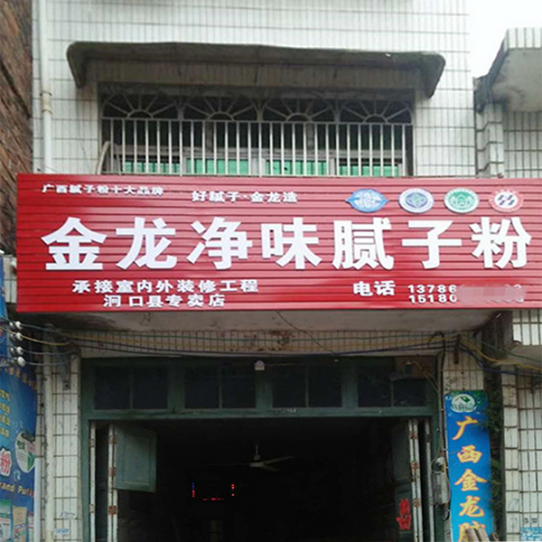 广西腻子粉十大品牌
好腻子·金龙造
金龙净味腻子粉
承接室内外装修工程
洞口县专卖店
电话
13786
15180
广西金龙腻